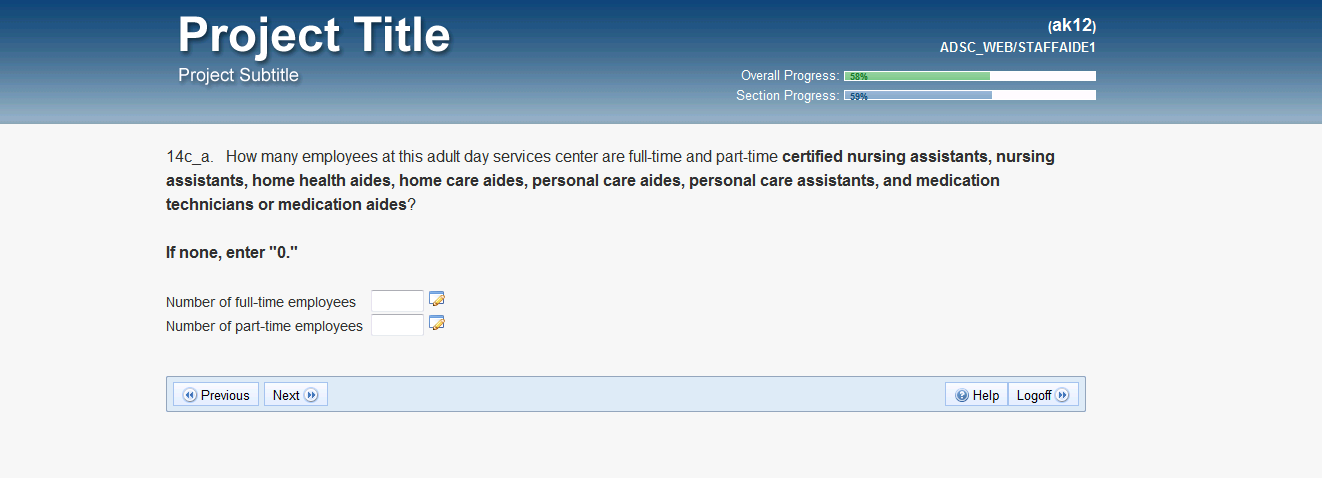 Project Title
Project Subtitle
(ak12)
ADSC_WEB/STAFFAIDE1
Overall Progress: 58%
Section Progress: 59%
14c_a. How many employees at this adult day services center are full-time and part-time certified nursing assistants, nursing
assistants, home health aides, home care aides, personal care aides, personal care assistants, and medication
technicians or medication aides?
If none, enter "0."
Number of full-time employees
Number of part-time employees
Previous Next Help Logoff